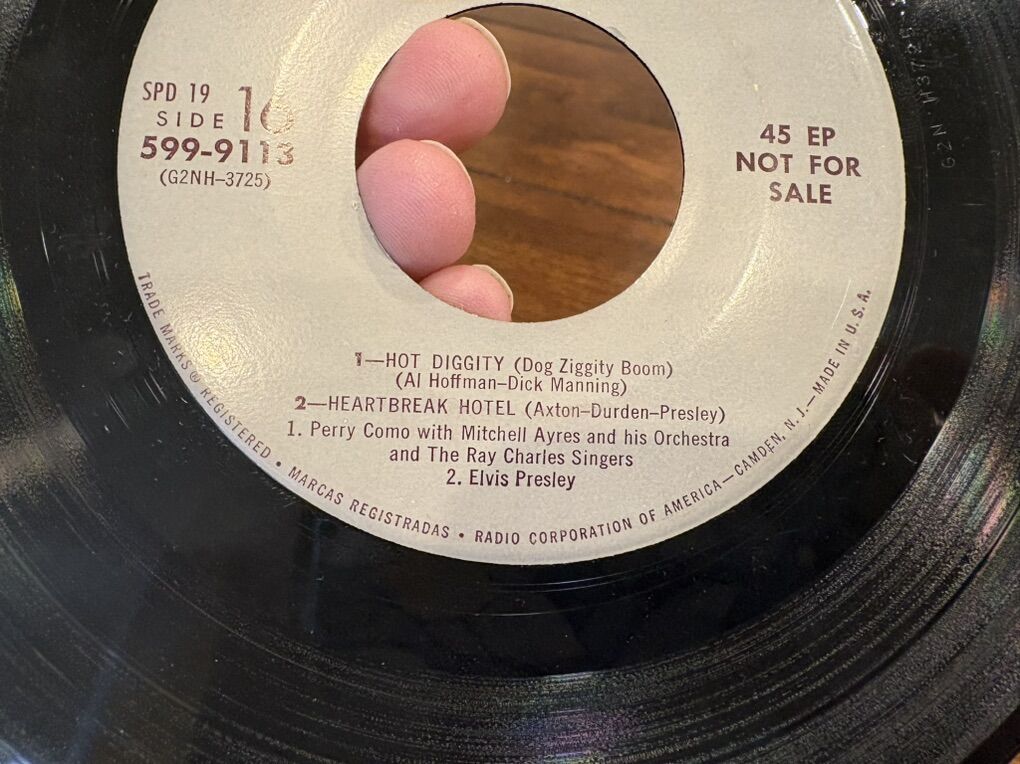 SPD 19
SIDE 16
599-9113
(G2NH–3725)
45 EP
NOT FOR
SALE
1—HOT DIGGITY (Dog Ziggity Boom)
(Al Hoffman–Dick Manning)
2—HEARTBREAK HOTEL (Axton–Durden–Presley)
1. Perry Como with Mitchell Ayres and his Orchestra
and The Ray Charles Singers
2. Elvis Presley
TRADE MARKS ® REGISTERED • MARCAS REGISTRADAS • RADIO CORPORATION OF AMERICA—CAMDEN, N. J.—MADE IN U. S. A.